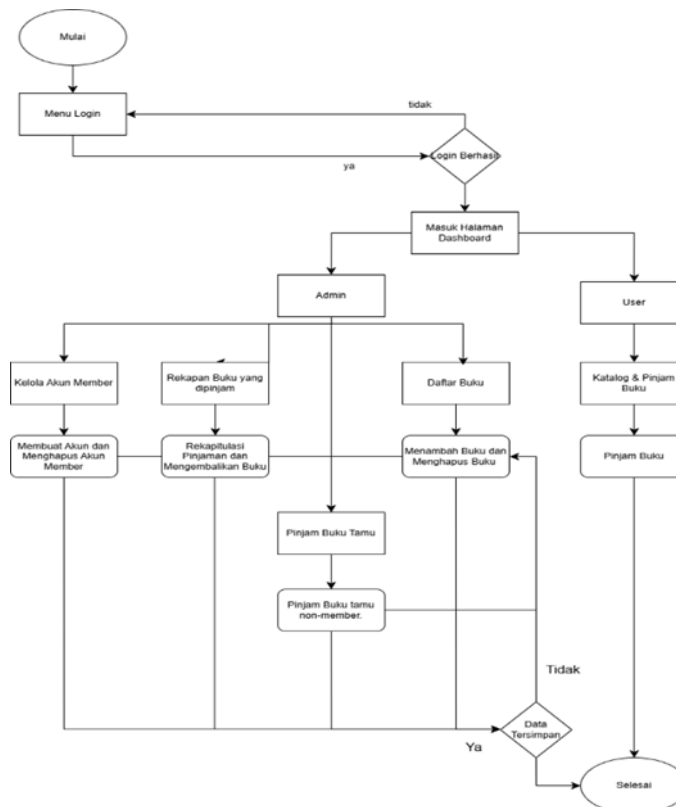 Mulai
Menu Login
tidak
ya
Login Berhasil
Masuk Halaman
Dashboard
Admin
User
Kelola Akun Member
Rekapan Buku yang
dipinjam
Daftar Buku
Katalog & Pinjam
Buku
Membuat Akun dan
Menghapus Akun
Member
Rekapitulasi
Pinjaman dan
Mengembalikan Buku
Menambah Buku dan
Menghapus Buku
Pinjam Buku
Pinjam Buku Tamu
Pinjam Buku tamu
non-member.
Tidak
Data
Tersimpan
Ya
Selesai